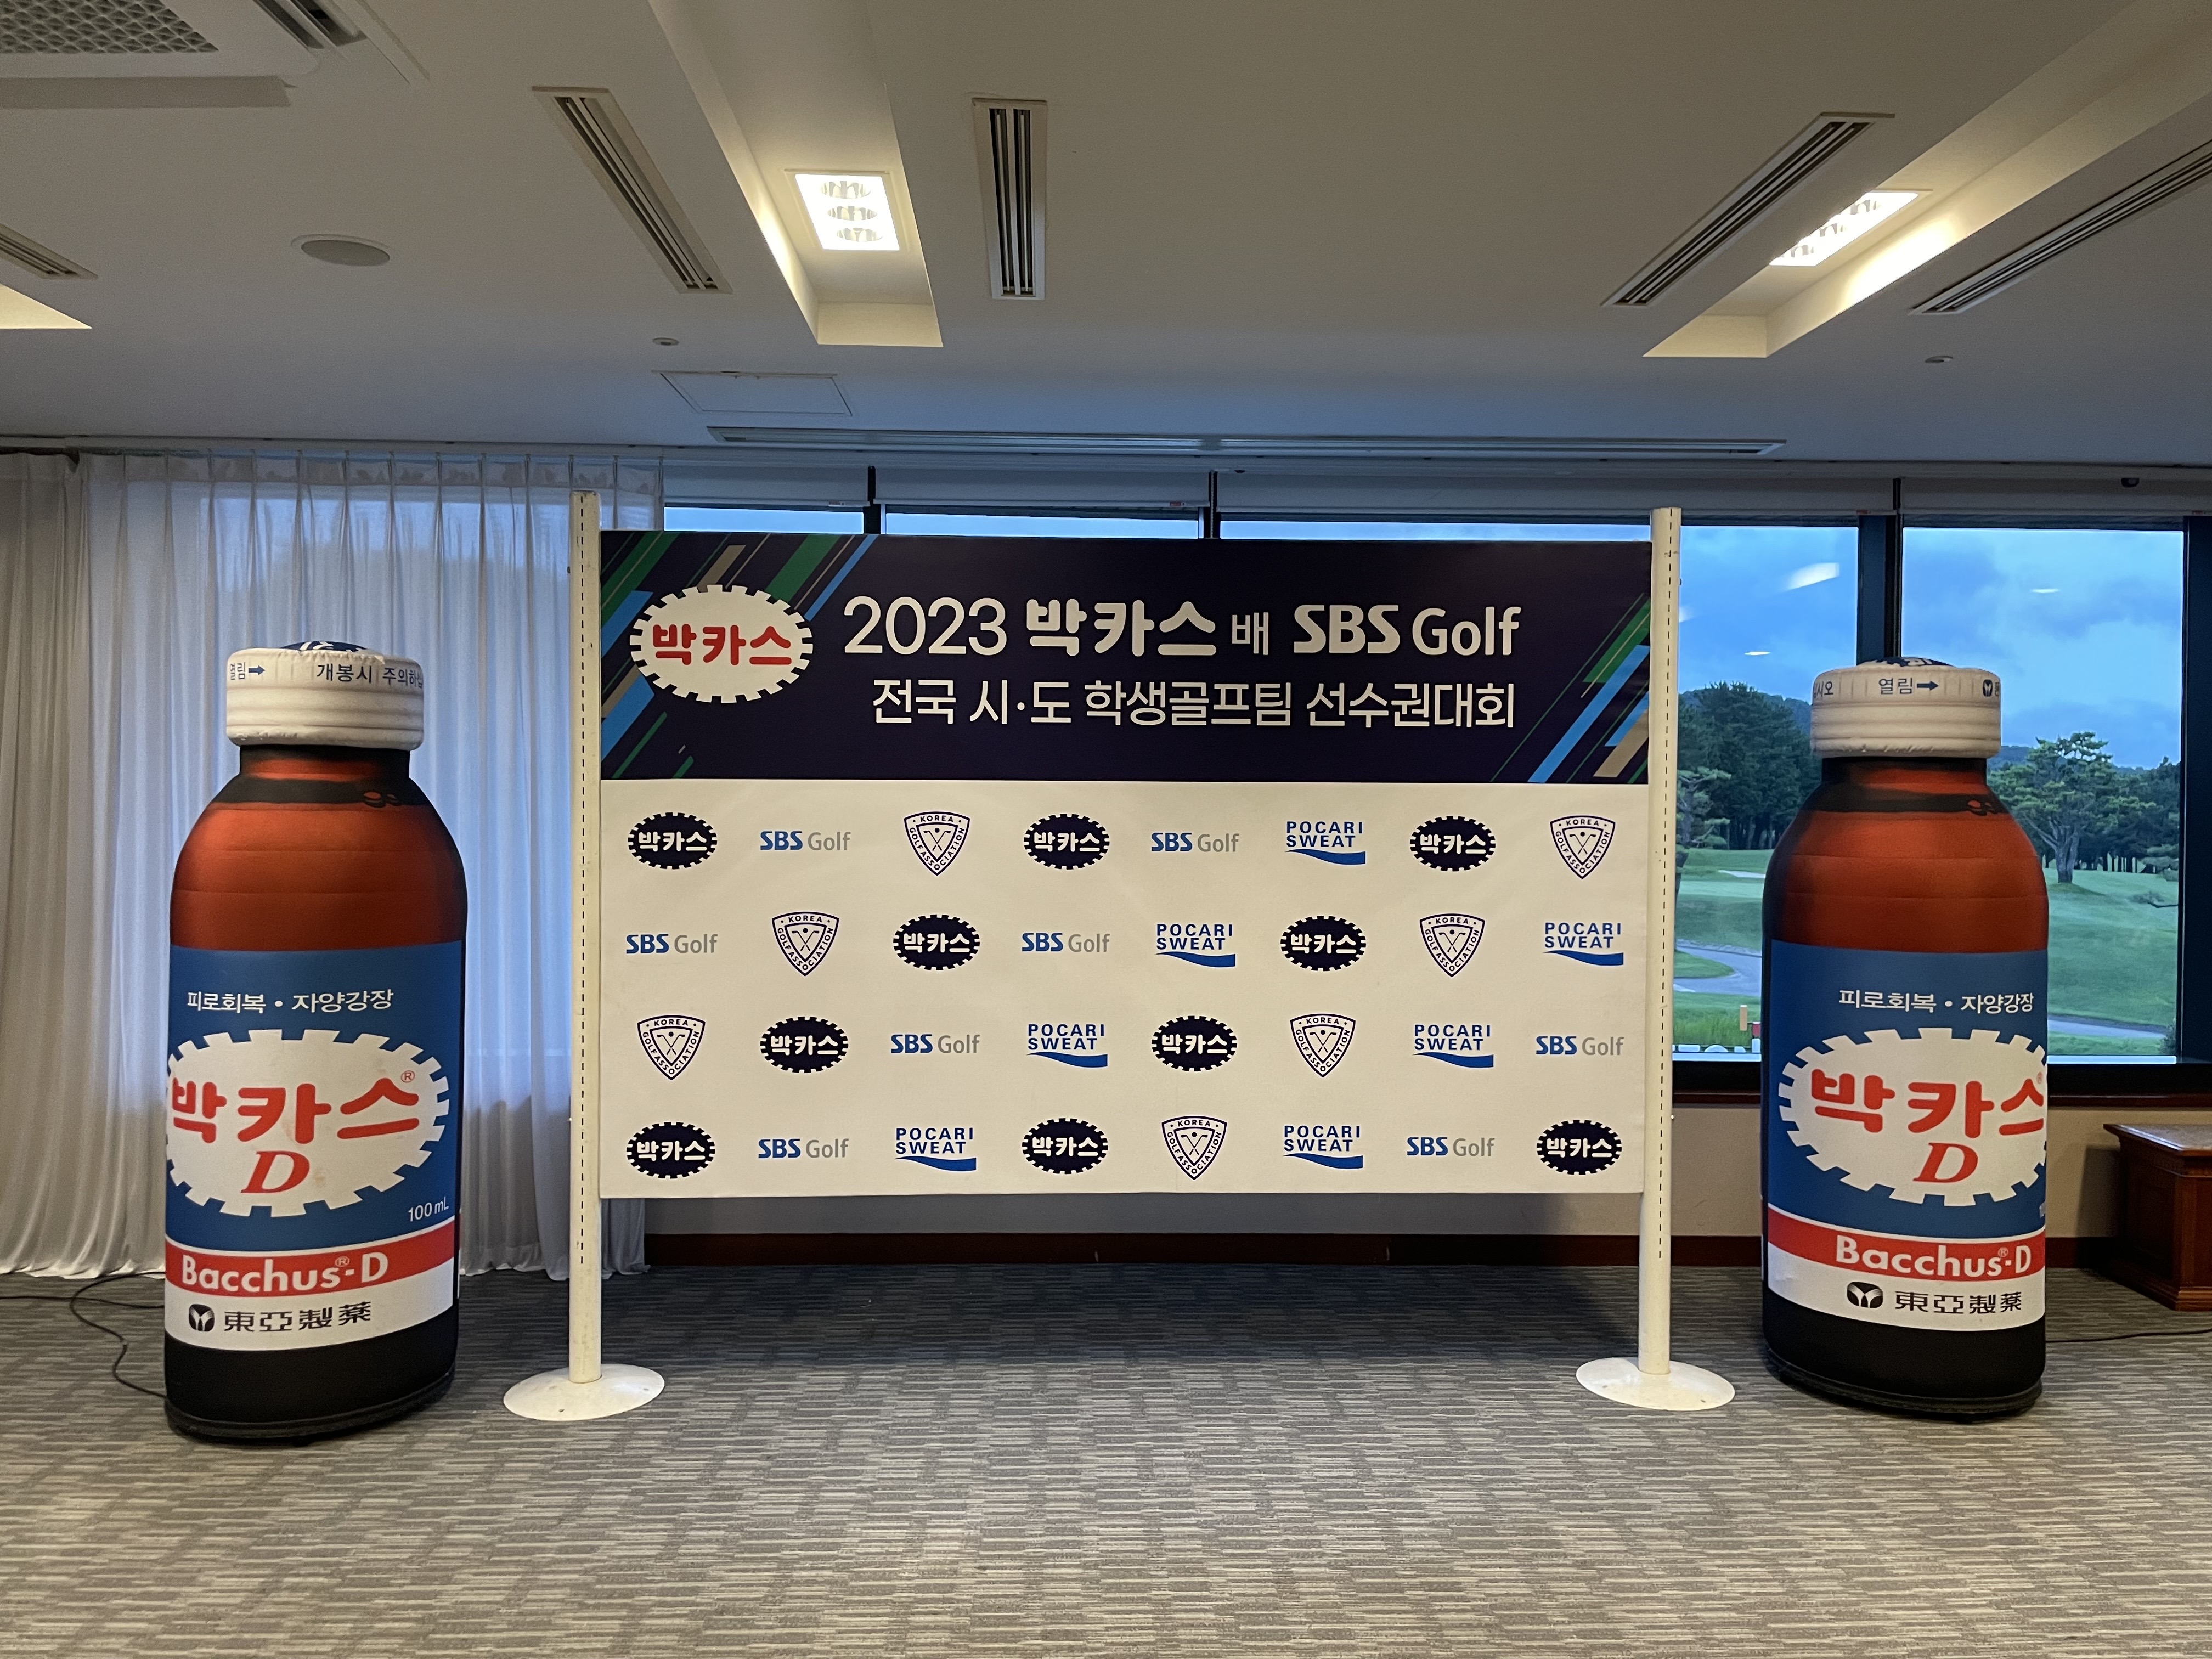 박카스
2023 박카스배 SBS Golf
전국 시·도 학생골프팀 선수권대회
박카스 SBS Golf KOREA GOLF ASSOCIATION 박카스 SBS Golf POCARI SWEAT 박카스 KOREA GOLF ASSOCIATION
SBS Golf KOREA GOLF ASSOCIATION 박카스 SBS Golf POCARI SWEAT 박카스 KOREA GOLF ASSOCIATION POCARI SWEAT
KOREA GOLF ASSOCIATION 박카스 SBS Golf POCARI SWEAT 박카스 KOREA GOLF ASSOCIATION POCARI SWEAT SBS Golf
박카스 SBS Golf POCARI SWEAT 박카스 KOREA GOLF ASSOCIATION POCARI SWEAT SBS Golf 박카스
열림→ 개봉시
피로회복 • 자양강장
박카스®
D
100 mL
Bacchus®-D
東亞製薬
열림→
피로회복 • 자양강장
박카스
D
Bacchus®-D
東亞製薬